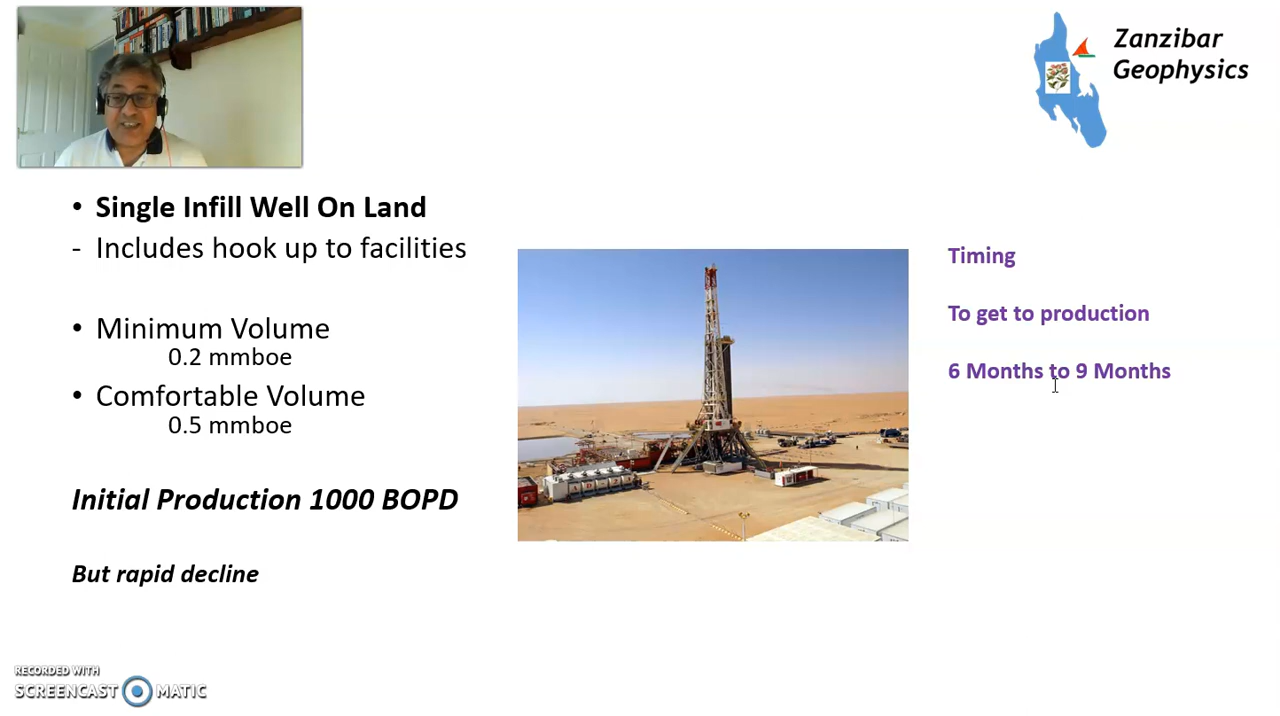 Zanzibar
Geophysics
• Single Infill Well On Land
- Includes hook up to facilities
• Minimum Volume
0.2 mmboe
• Comfortable Volume
0.5 mmboe
Initial Production 1000 BOPD
But rapid decline
Timing
To get to production
6 Months to 9 Months
RECORDED WITH
SCREENCAST MATIC